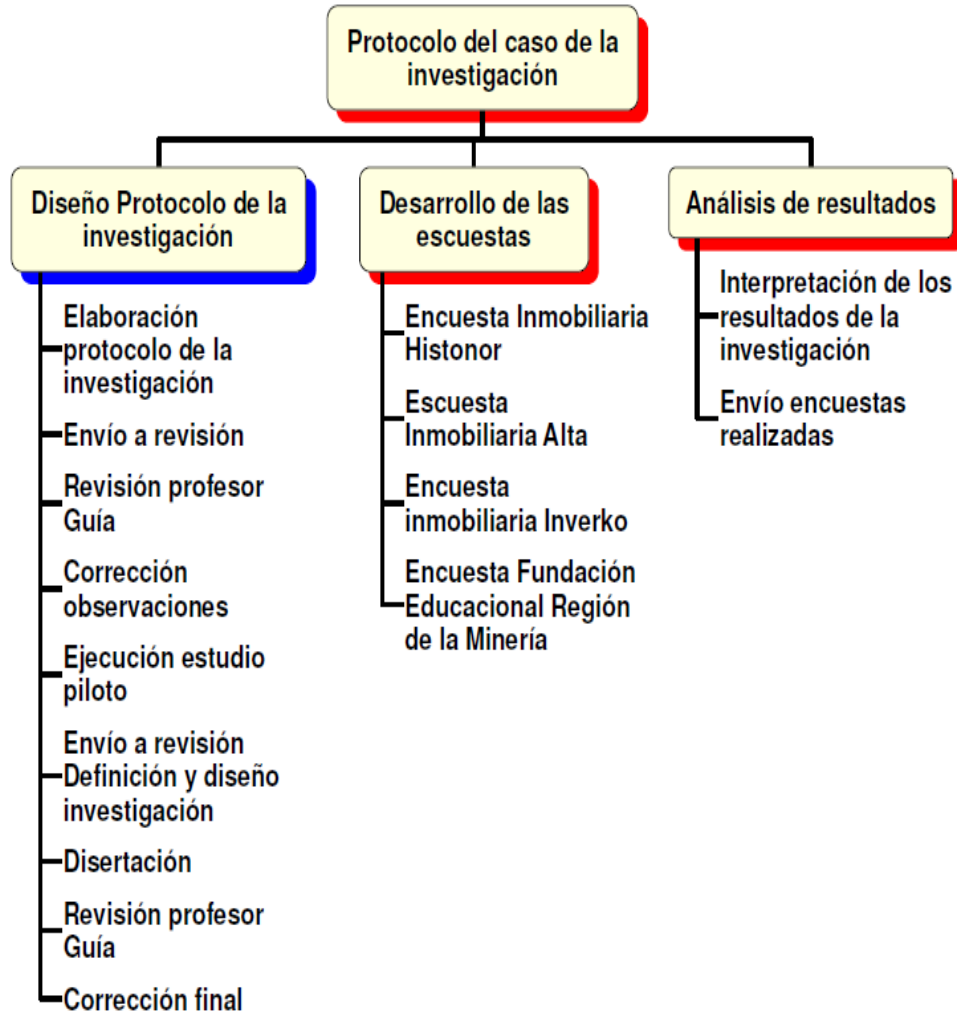 Protocolo del caso de la
investigación
Diseño Protocolo de la
investigación
Elaboración
protocolo de la
investigación
Envío a revisión
Revisión profesor
Guía
Corrección
observaciones
Ejecución estudio
piloto
Envío a revisión
Definición y diseño
investigación
Disertación
Revisión profesor
Guía
Corrección final
Desarrollo de las
escuestas
Encuesta Inmobiliaria
Histonor
Escuesta
Inmobiliaria Alta
Encuesta
inmobiliaria Inverko
Encuesta Fundación
Educacional Región
de la Minería
Análisis de resultados
Interpretación de los
resultados de la
investigación
Envío encuestas
realizadas